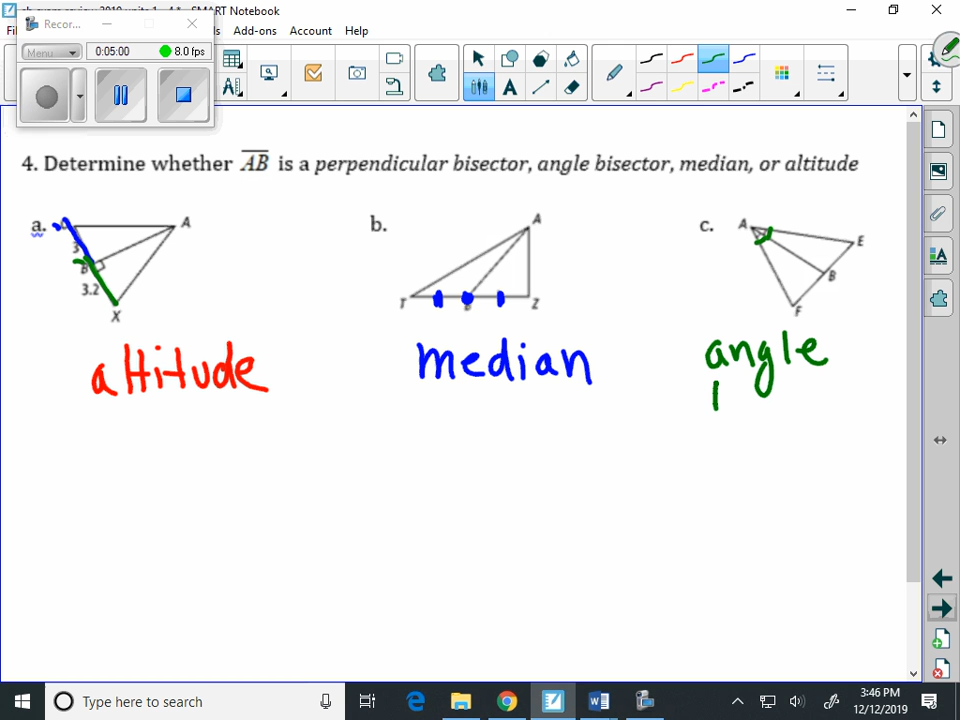 SMART Notebook
Recor...
Add-ons Account Help
Menu 0:05:00 8.0 fps
4. Determine whether AB is a perpendicular bisector, angle bisector, median, or altitude
a. b. c.
A A A E
3 B
B 3.2 T Z F
X
altitude median angle
Type here to search
3:46 PM
12/12/2019